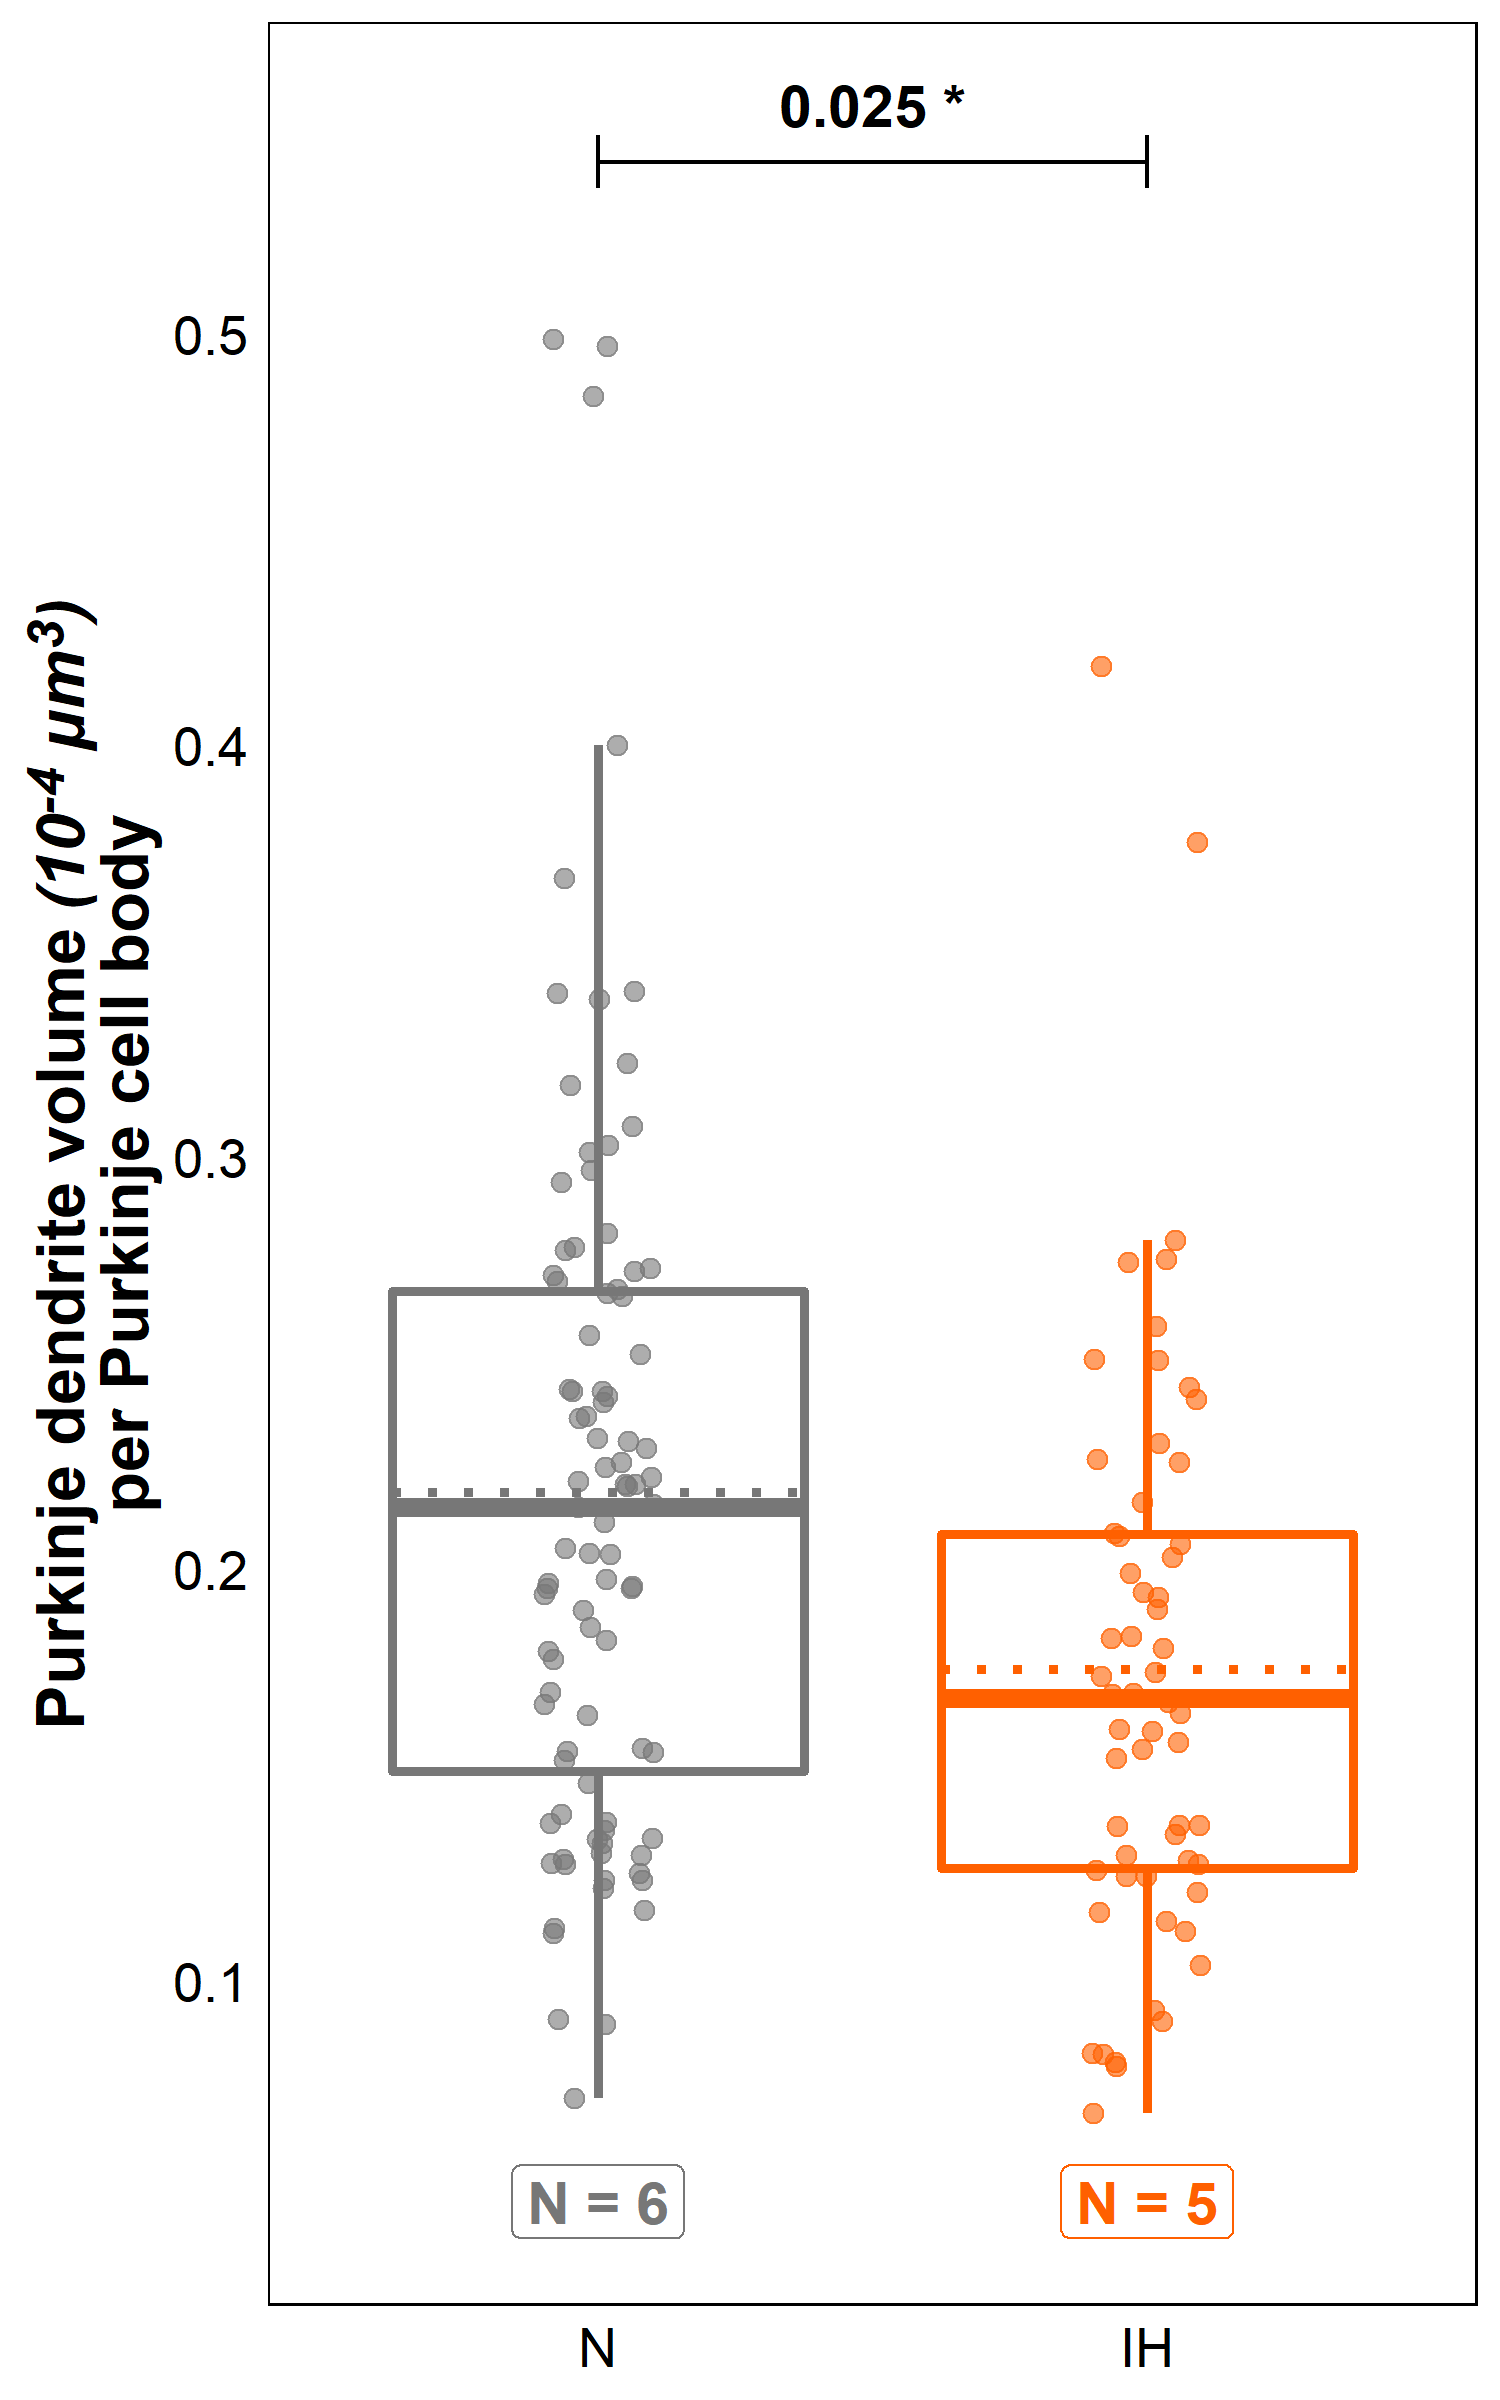 0.025 *
Purkinje dendrite volume (10⁻⁴ µm³)
per Purkinje cell body
0.5
0.4
0.3
0.2
0.1
N = 6
N = 5
N
IH